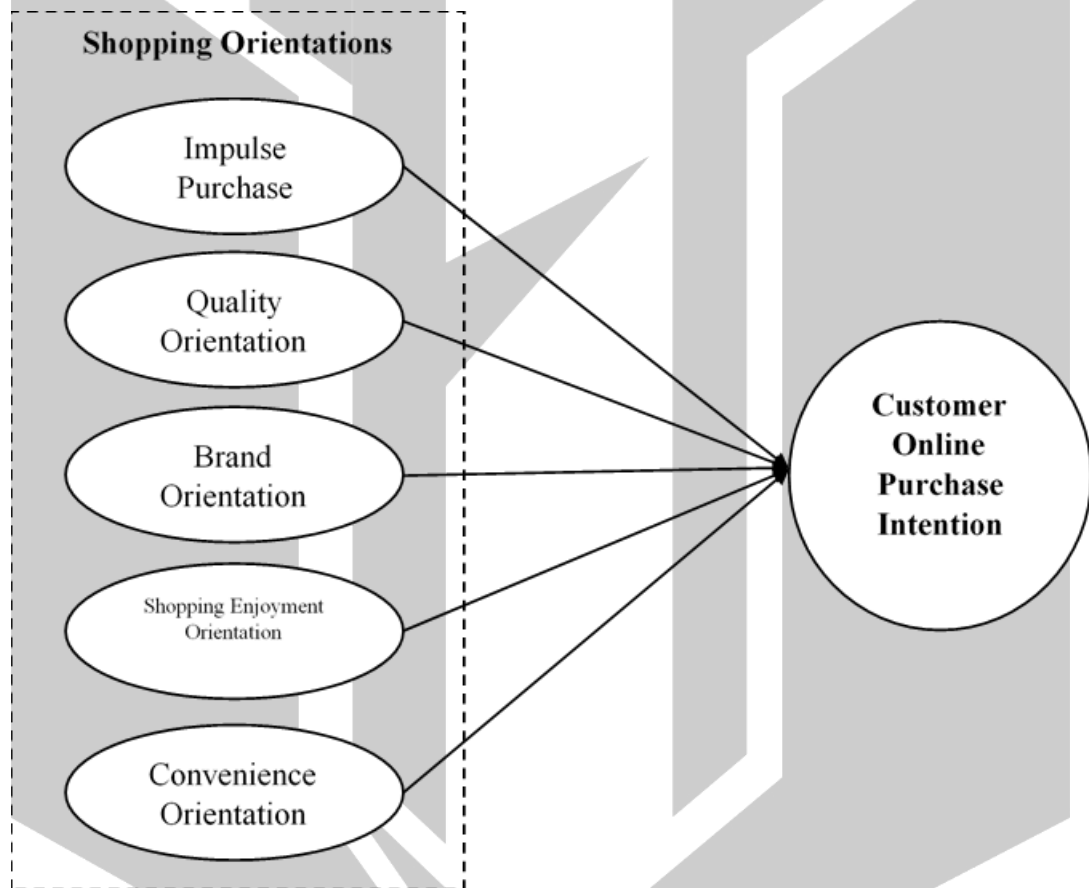 Shopping Orientations
Impulse
Purchase
Quality
Orientation
Brand
Orientation
Shopping Enjoyment
Orientation
Convenience
Orientation
Customer
Online
Purchase
Intention